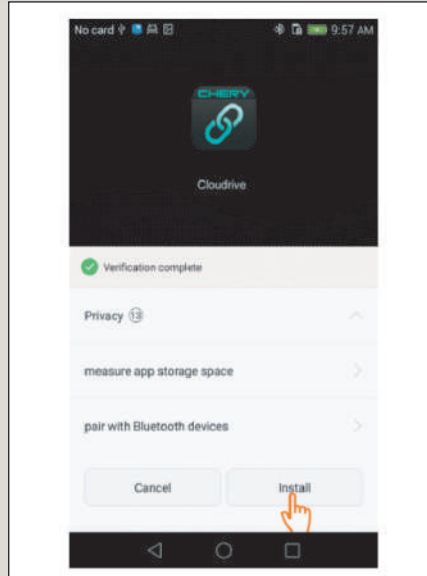 No card 9:57 AM
CHERY
Cloudrive
Verification complete
Privacy 13
measure app storage space
pair with Bluetooth devices
Cancel Install